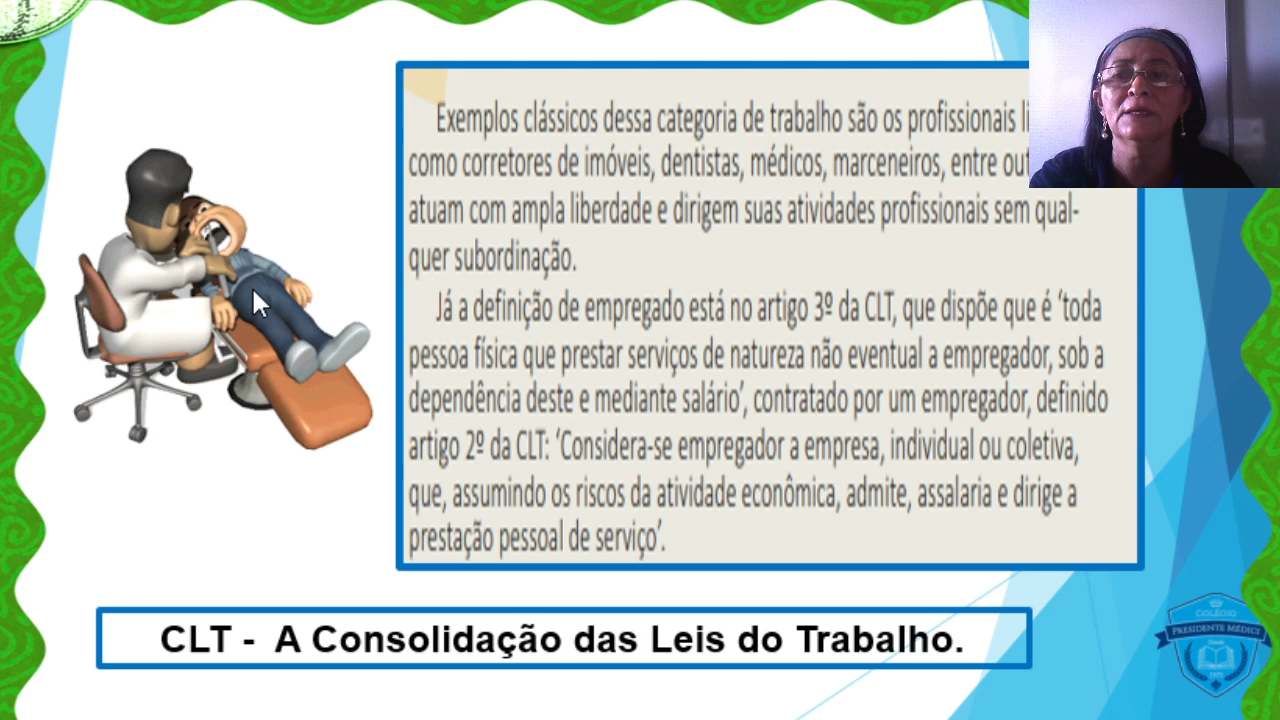 Exemplos clássicos dessa categoria de trabalho são os profissionais
como corretores de imóveis, dentistas, médicos, marceneiros, entre
atuam com ampla liberdade e dirigem suas atividades profissionais sem qual-
quer subordinação.
Já a definição de empregado está no artigo 3º da CLT, que dispõe que é ‘toda
pessoa física que prestar serviços de natureza não eventual a empregador, sob a
dependência deste e mediante salário’, contratado por um empregador, definido
artigo 2º da CLT: ‘Considera-se empregador a empresa, individual ou coletiva,
que, assumindo os riscos da atividade econômica, admite, assalaria e dirige a
prestação pessoal de serviço’.
CLT - A Consolidação das Leis do Trabalho.
COLÉGIO
PRESIDENTE MÉDICI